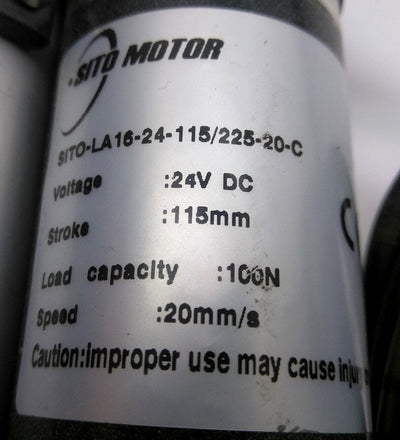 SITO MOTOR
SITO-LA16-24-115/225-20-C
Voltage :24V DC
Stroke :115mm
Load capacity :100N
Speed :20mm/s
Caution:improper use may cause